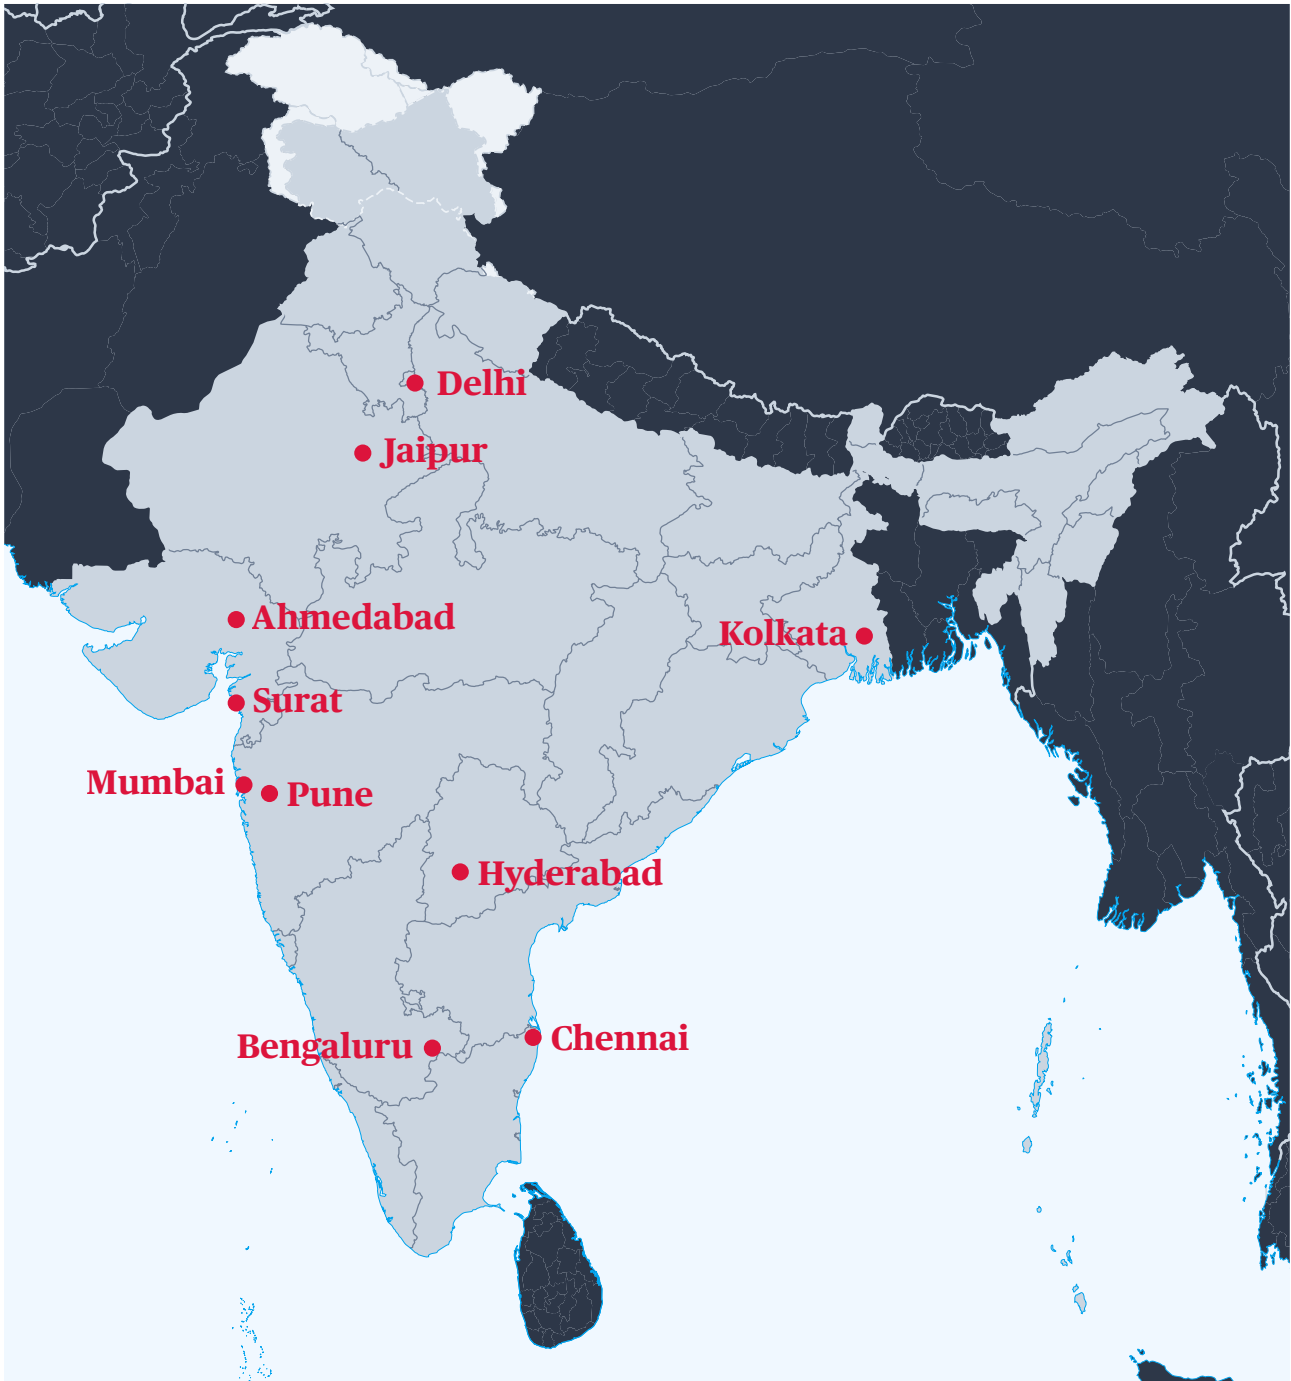 Delhi
Jaipur
Ahmedabad
Kolkata
Surat
Mumbai
Pune
Hyderabad
Chennai
Bengaluru